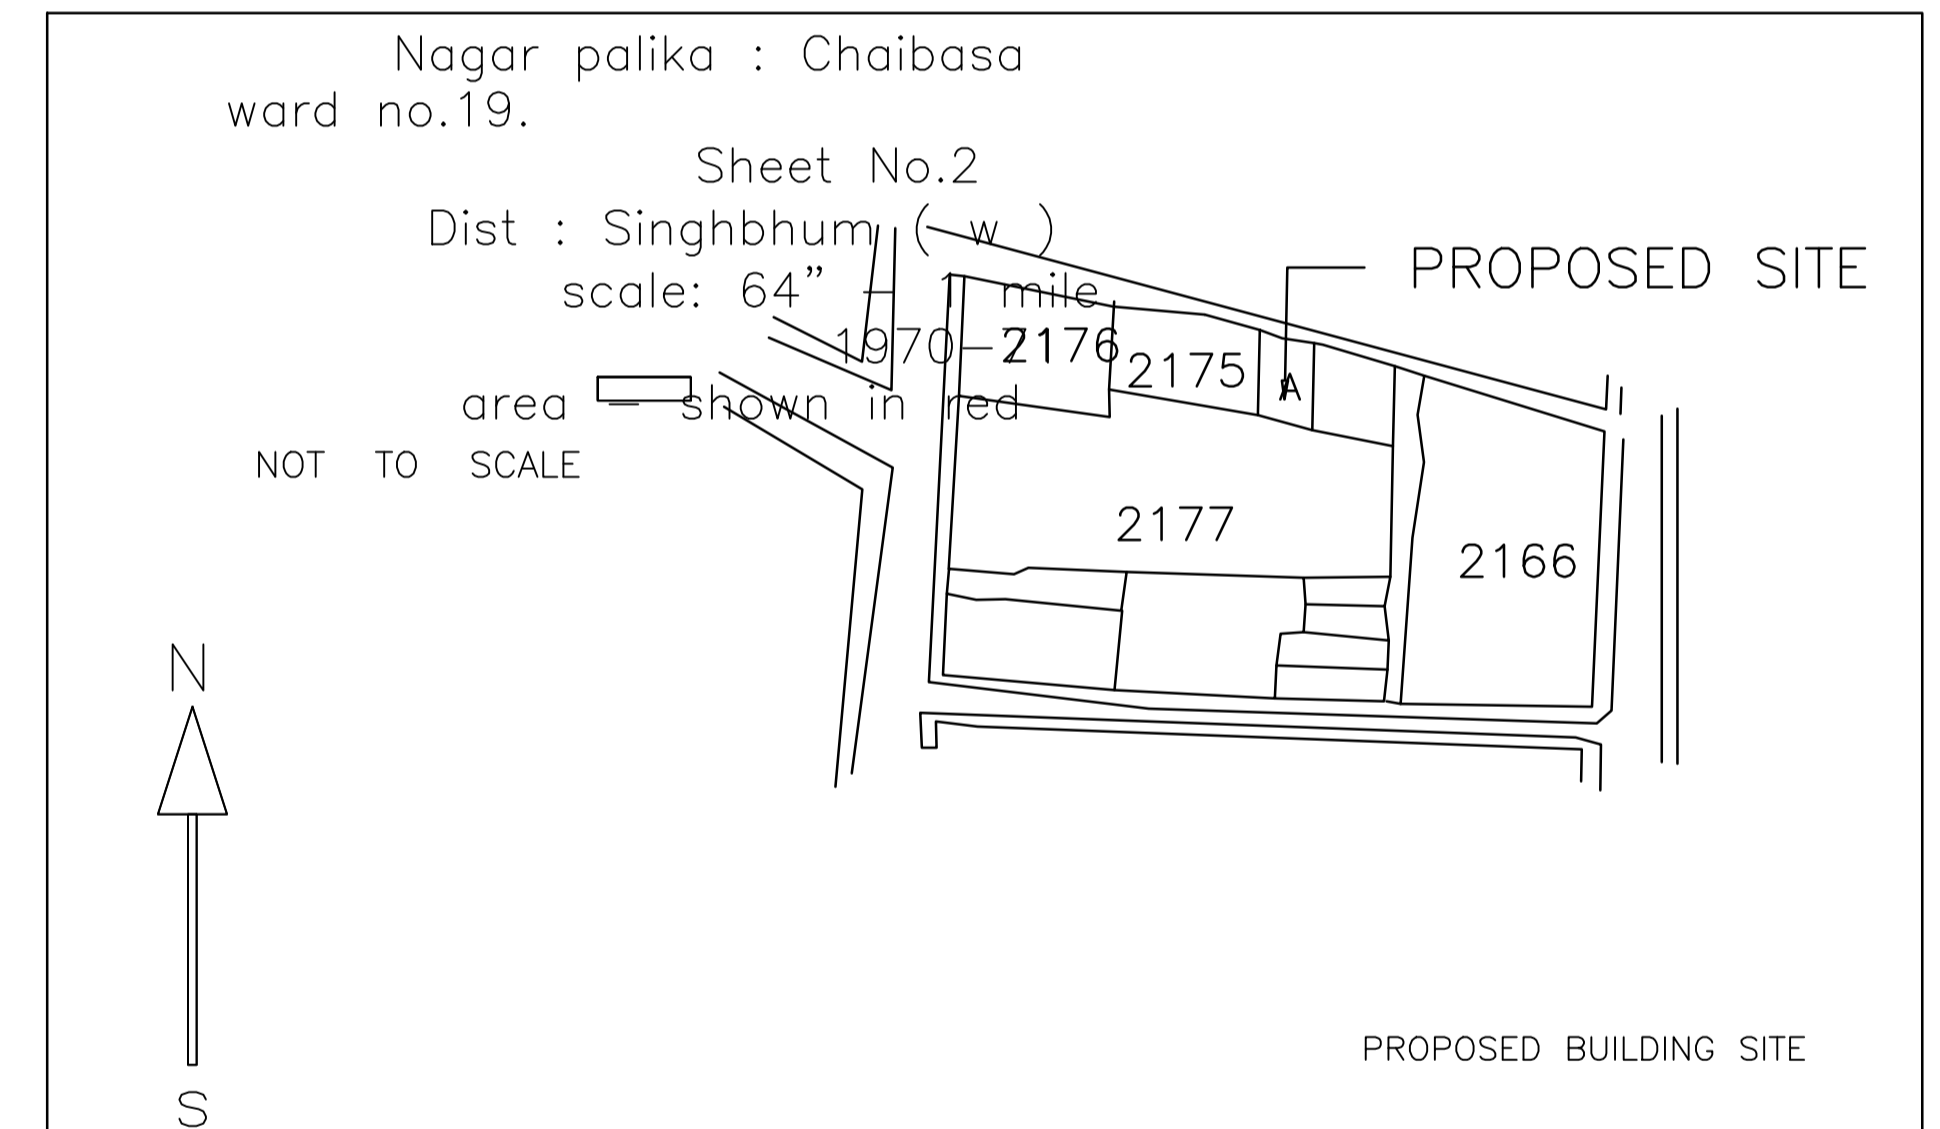 Nagar palika : Chaibasa
ward no.19.
Sheet No.2
Dist : Singhbhum ( w )
scale: 64” – 1 mile
PROPOSED SITE
1970-7
2176
2175
A
area shown in red
NOT TO SCALE
2177
2166
N
S
PROPOSED BUILDING SITE